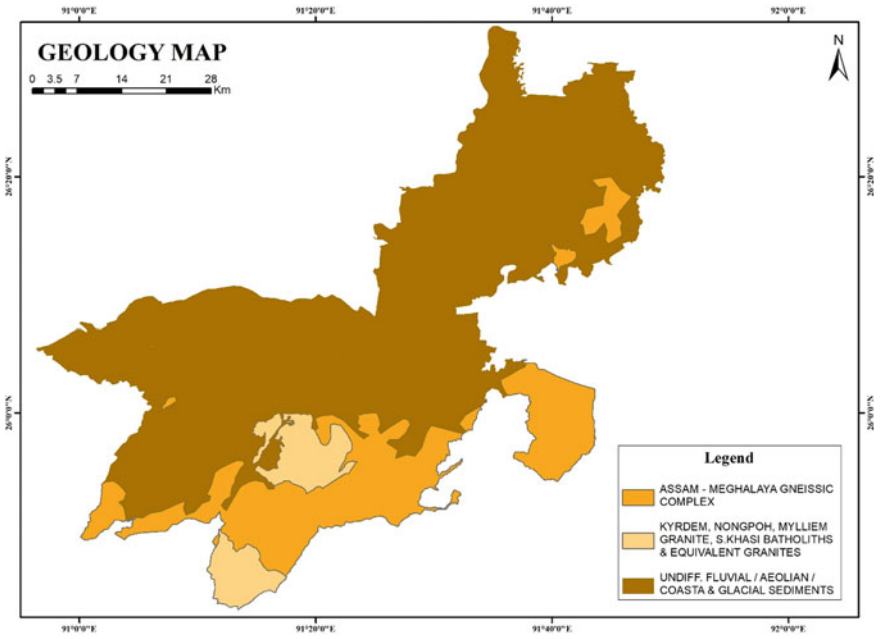 91°0'0"E 91°20'0"E 91°40'0"E 92°0'0"E
GEOLOGY MAP
0 3.5 7 14 21 28
Km
N
26°20'0"N 26°20'0"N
26°0'0"N 26°0'0"N
Legend
ASSAM - MEGHALAYA GNEISSIC
COMPLEX
KYRDEM, NONGPOH, MYLLIEM
GRANITE, S.KHASI BATHOLITHS
& EQUIVALENT GRANITES
UNDIFF. FLUVIAL / AEOLIAN /
COASTA & GLACIAL SEDIMENTS
91°0'0"E 91°20'0"E 91°40'0"E 92°0'0"E